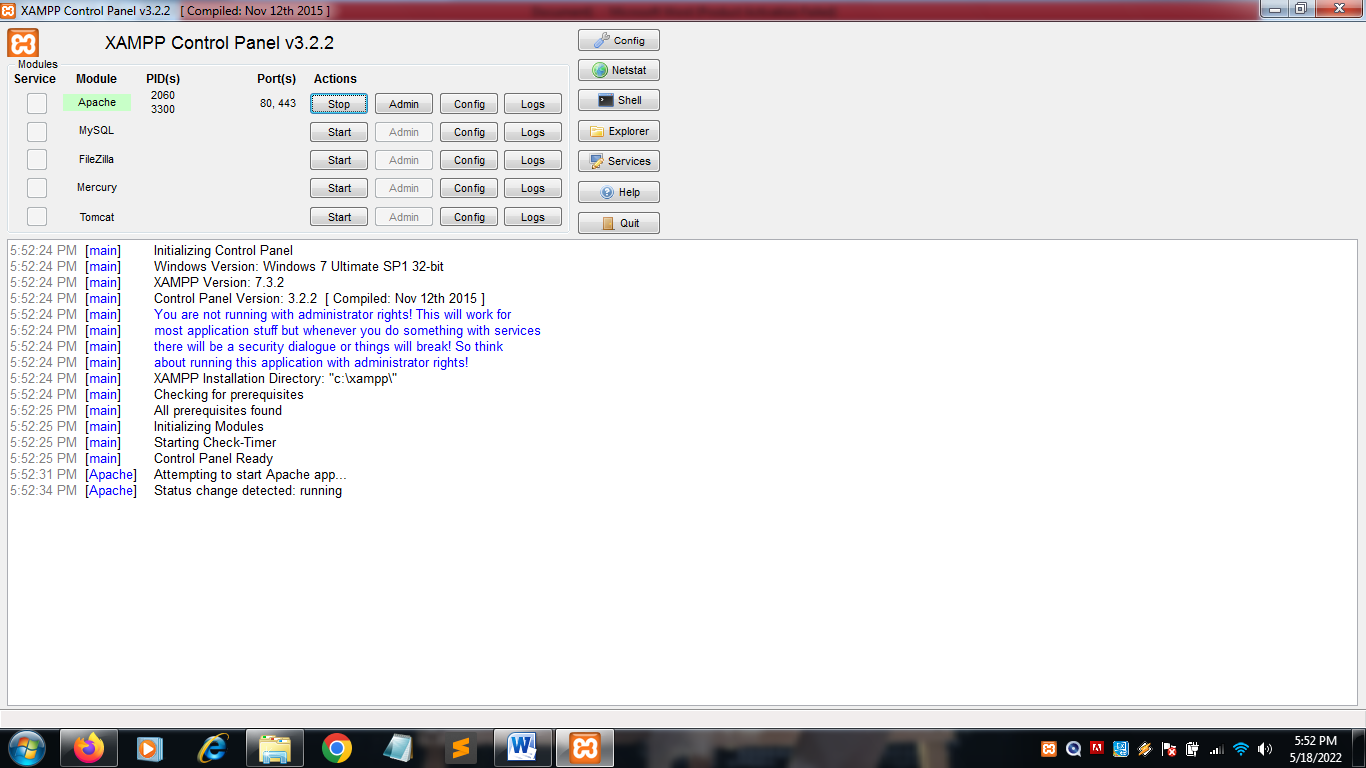 XAMPP Control Panel v3.2.2 [ Compiled: Nov 12th 2015 ]
XAMPP Control Panel v3.2.2
Config
Modules
Service Module PID(s) Port(s) Actions
Netstat
Apache 2060 3300 80, 443 Stop Admin Config Logs
Shell
MySQL Start Admin Config Logs
Explorer
FileZilla Start Admin Config Logs
Services
Mercury Start Admin Config Logs
Help
Tomcat Start Admin Config Logs
Quit
5:52:24 PM [main] Initializing Control Panel
5:52:24 PM [main] Windows Version: Windows 7 Ultimate SP1 32-bit
5:52:24 PM [main] XAMPP Version: 7.3.2
5:52:24 PM [main] Control Panel Version: 3.2.2 [ Compiled: Nov 12th 2015 ]
5:52:24 PM [main] You are not running with administrator rights! This will work for
5:52:24 PM [main] most application stuff but whenever you do something with services
5:52:24 PM [main] there will be a security dialogue or things will break! So think
5:52:24 PM [main] about running this application with administrator rights!
5:52:24 PM [main] XAMPP Installation Directory: "c:\xampp\"
5:52:24 PM [main] Checking for prerequisites
5:52:25 PM [main] All prerequisites found
5:52:25 PM [main] Initializing Modules
5:52:25 PM [main] Starting Check-Timer
5:52:25 PM [main] Control Panel Ready
5:52:31 PM [Apache] Attempting to start Apache app...
5:52:34 PM [Apache] Status change detected: running
5:52 PM
5/18/2022